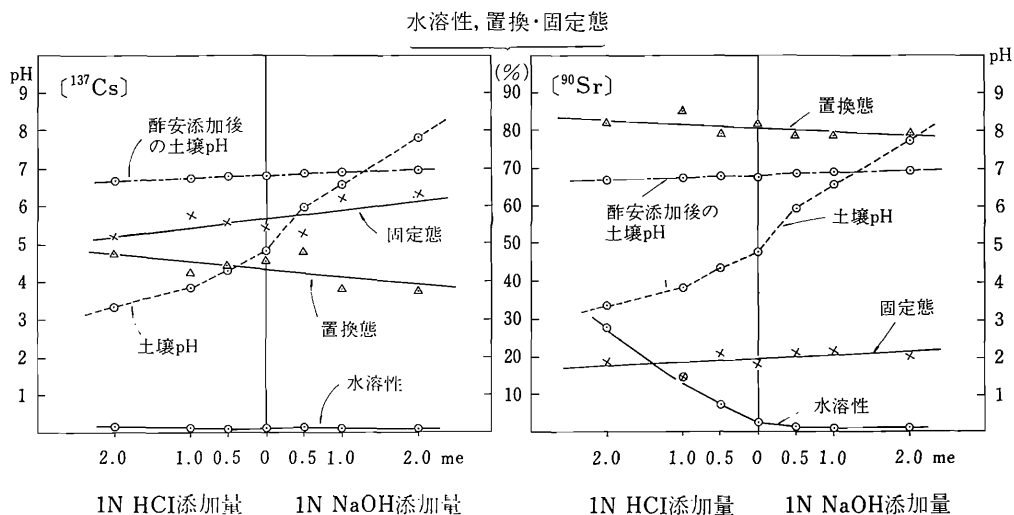 水溶性, 置換・固定態
pH
〔¹³⁷Cs〕
9
8
7
6
5
4
3
2
1
酢安添加後
の土壌pH
固定態
置換態
土壌pH
水溶性
2.0 1.0 0.5 0 0.5 1.0 2.0 me
1N HCl添加量 1N NaOH添加量
(%)
90
80
70
60
50
40
30
20
10
〔⁹⁰Sr〕
置換態
酢安添加後の
土壌pH
土壌pH
固定態
水溶性
pH
9
8
7
6
5
4
3
2
1
2.0 1.0 0.5 0 0.5 1.0 2.0 me
1N HCl添加量 1N NaOH添加量